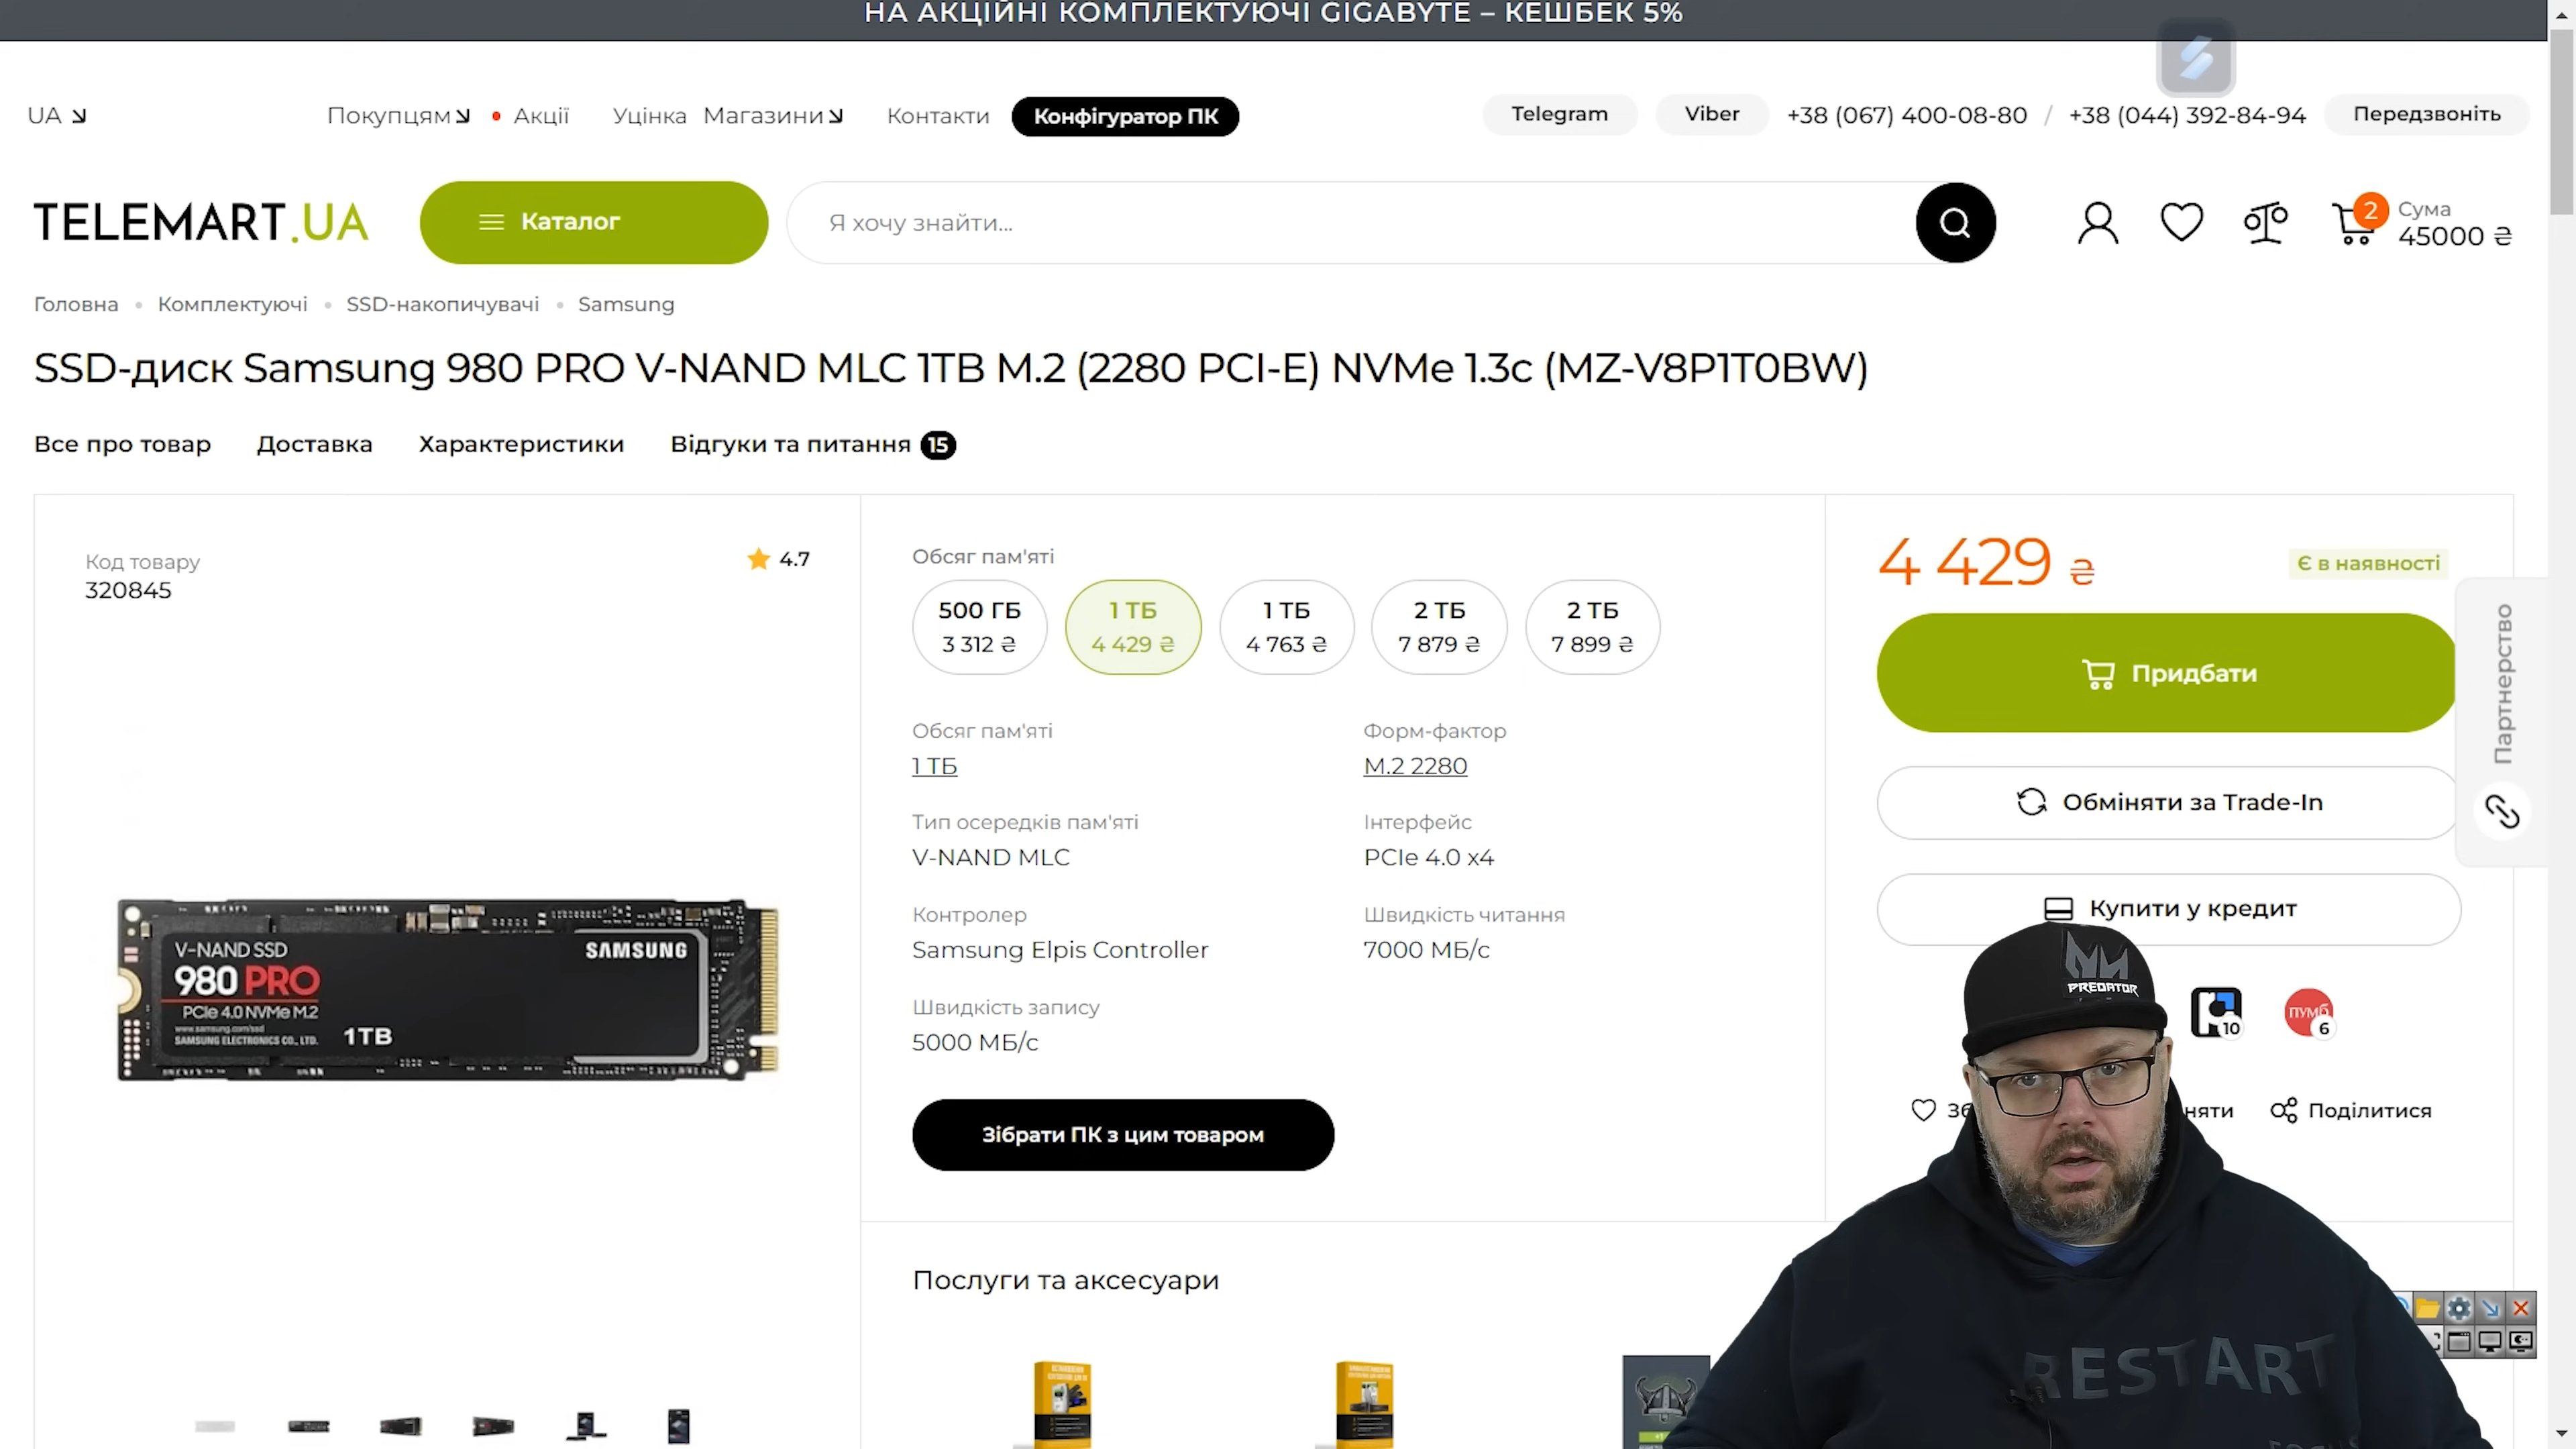 НА АКЦІЙНІ КОМПЛЕКТУЮЧІ GIGABYTE – КЕШБЕК 5%
UA Покупцям Акції Уцінка Магазини Контакти Конфігуратор ПК Telegram Viber +38 (067) 400-08-80 / +38 (044) 392-84-94 Передзвоніть
TELEMART.UA Каталог Я хочу знайти... 2 Сума 45000 ₴
Головна • Комплектуючі • SSD-накопичувачі • Samsung
SSD-диск Samsung 980 PRO V-NAND MLC 1TB M.2 (2280 PCI-E) NVMe 1.3c (MZ-V8P1T0BW)
Все про товар Доставка Характеристики Відгуки та питання 15
Код товару
320845
4.7
V-NAND SSD
980 PRO
PCIe 4.0 NVMe M.2
www.samsung.com/ssd
SAMSUNG ELECTRONICS CO., LTD.
1TB
SAMSUNG
Обсяг пам'яті
500 ГБ 1 ТБ 1 ТБ 2 ТБ 2 ТБ
3 312 ₴ 4 429 ₴ 4 763 ₴ 7 879 ₴ 7 899 ₴
Обсяг пам'яті
1 ТБ
Форм-фактор
M.2 2280
Тип осередків пам'яті
V-NAND MLC
Інтерфейс
PCIe 4.0 x4
Контролер
Samsung Elpis Controller
Швидкість читання
7000 МБ/с
Швидкість запису
5000 МБ/с
Зібрати ПК з цим товаром
Послуги та аксесуари
4 429 ₴
Є в наявності
Придбати
Обміняти за Trade-In
Купити у кредит
10
ПУМБ
6
Поділитися
Партнерство
PREDATOR
RESTART